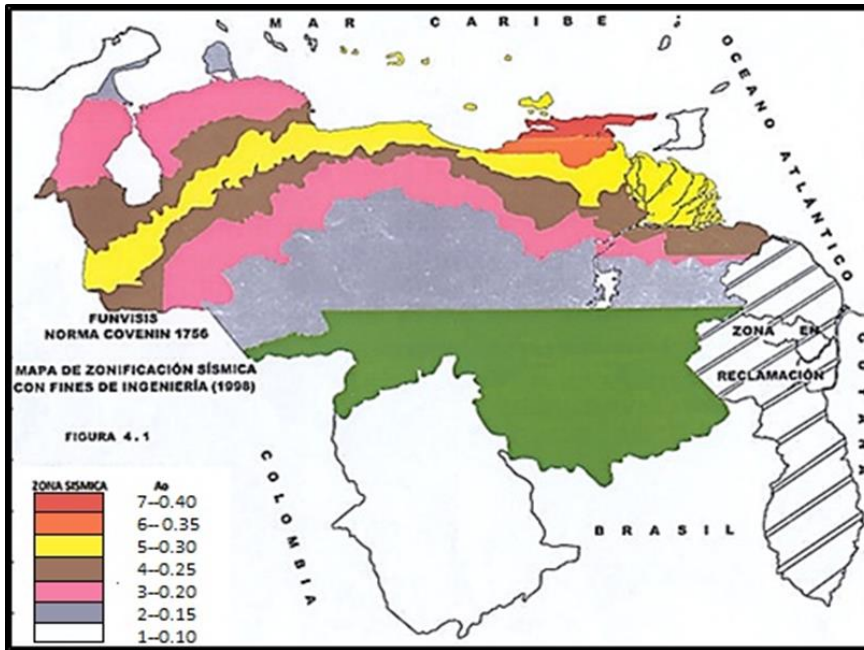 MAR CARIBE
OCEANO ATLÁNTICO
FUNVISIS
NORMA COVENIN 1756
MAPA DE ZONIFICACIÓN SÍSMICA
CON FINES DE INGENIERÍA (1998)
FIGURA 4.1
ZONA EN
RECLAMACIÓN
GUYANA
COLOMBIA
BRASIL
ZONA SISMICA Ao
7--0.40
6--0.35
5--0.30
4--0.25
3--0.20
2--0.15
1--0.10